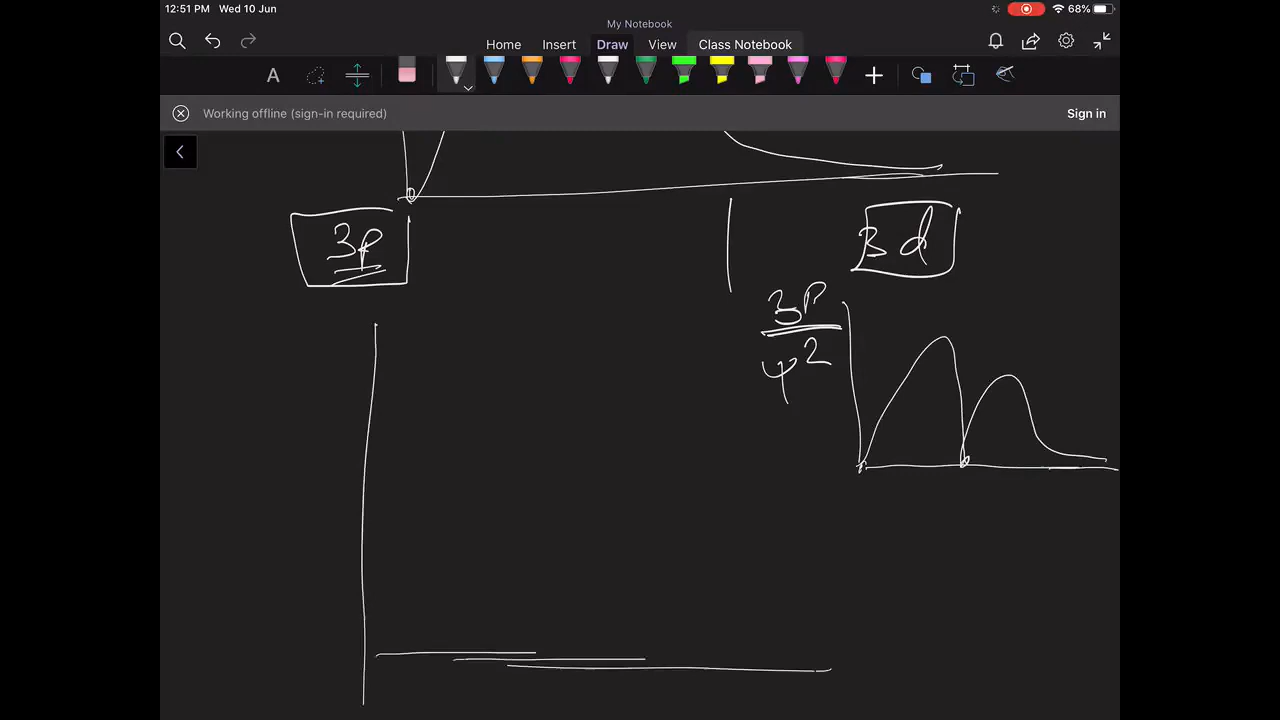 12:51 PM Wed 10 Jun
68%
My Notebook
Home Insert Draw View Class Notebook
A
Working offline (sign-in required)
Sign in
3p
3d
3P
ψ2